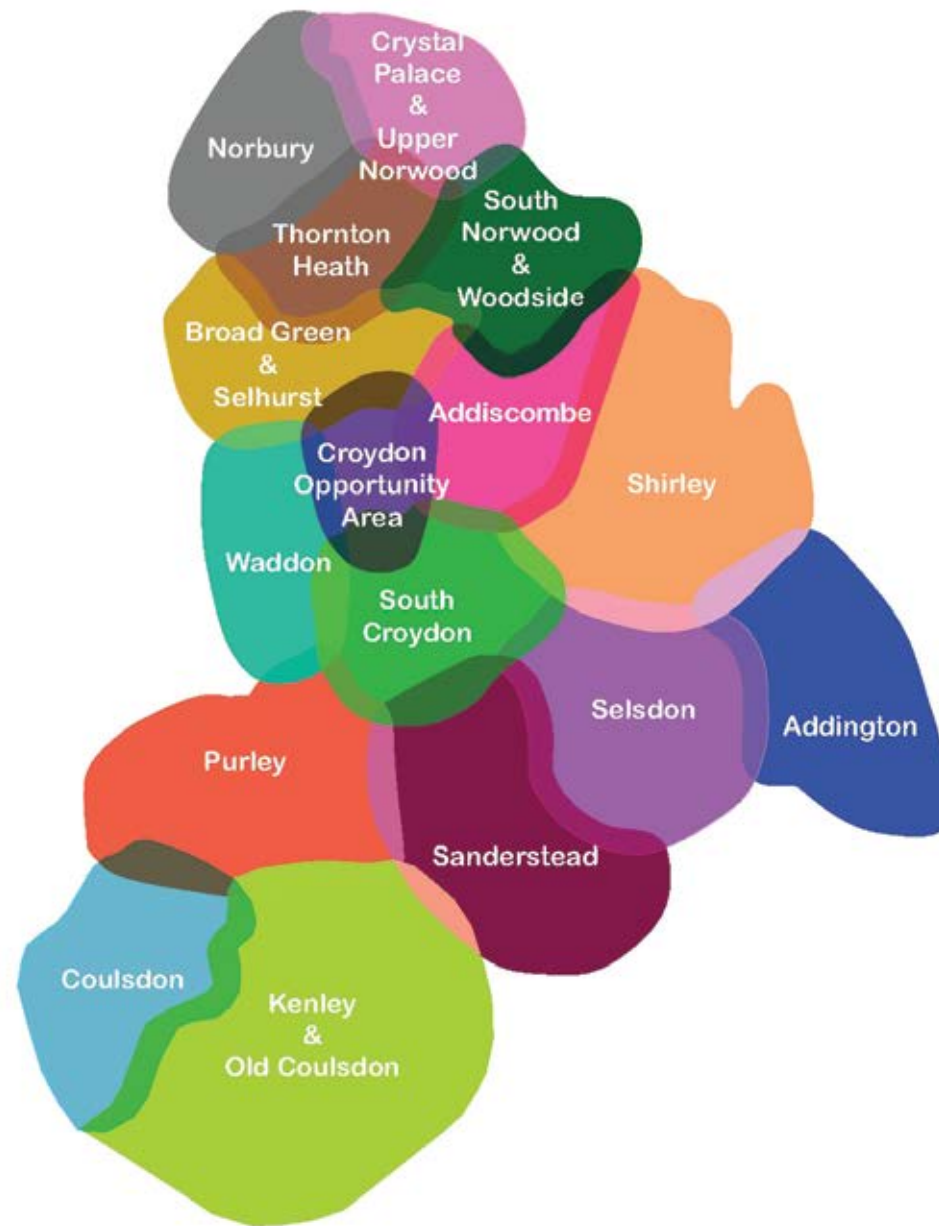 Crystal
Palace
&
Upper
Norwood
Norbury
South
Norwood
&
Woodside
Thornton
Heath
Broad Green
&
Selhurst
Addiscombe
Croydon
Opportunity
Area
Shirley
Waddon
South
Croydon
Selsdon
Addington
Purley
Sanderstead
Coulsdon
Kenley
&
Old Coulsdon